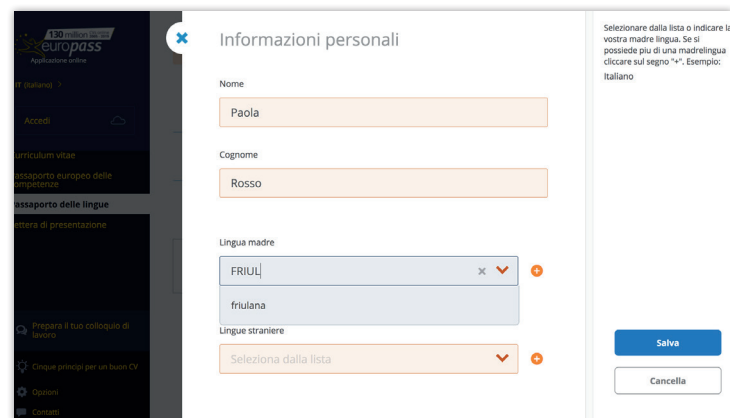 130 million
europass
Applicazione online
IT (italiano) >
Accedi
urriculum vitae
assaporto europeo delle
ompetenze
assaporto delle lingue
ettera di presentazione
Prepara il tuo colloquio di
lavoro
Cinque principi per un buon CV
Opzioni
Contatti
Informazioni personali
Nome
Paola
Cognome
Rosso
Lingua madre
FRIUL
friulana
Lingue straniere
Seleziona dalla lista
Selezionare dalla lista o indicare la
vostra madre lingua. Se si
possiede piu di una madrelingua
cliccare sul segno "+". Esempio:
Italiano
Salva
Cancella